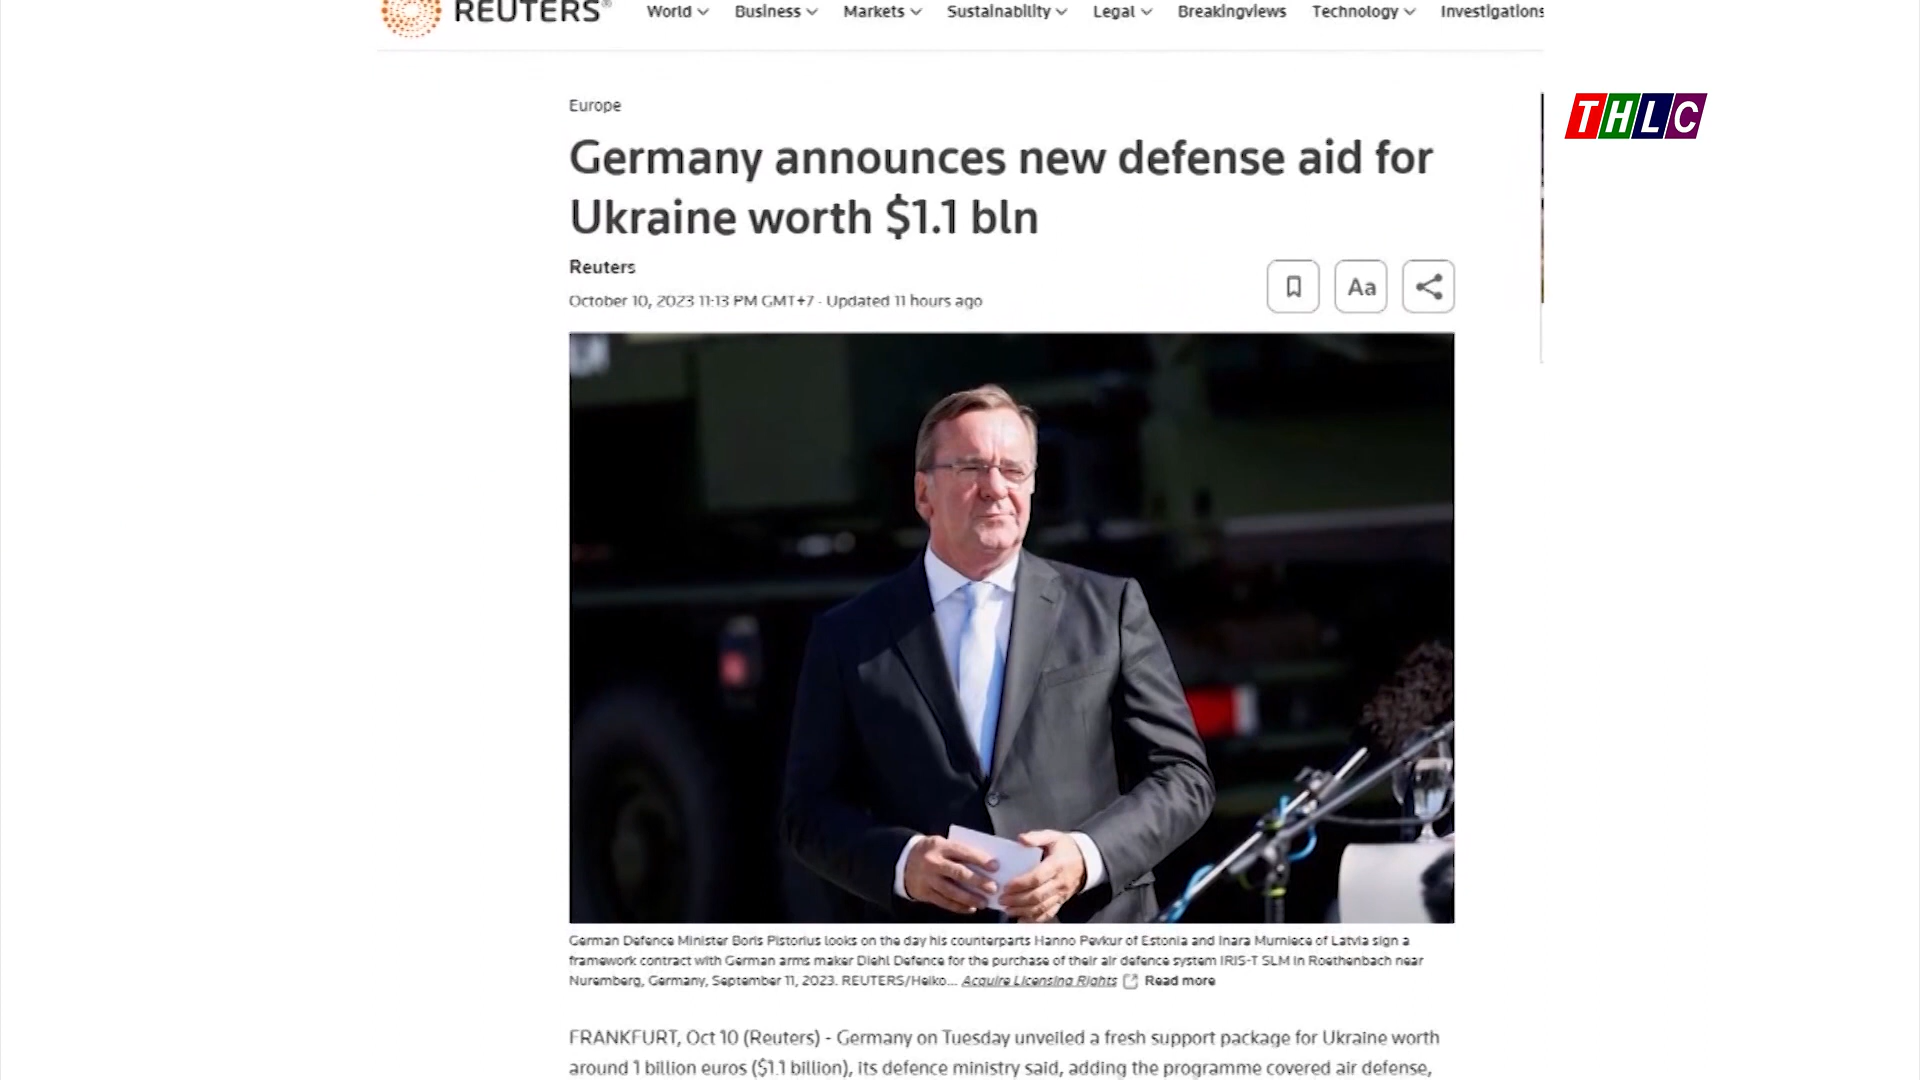 REUTERS®
World Business Markets Sustainability Legal Breakingviews Technology Investigations
THLC
Europe
Germany announces new defense aid for
Ukraine worth $1.1 bln
Reuters
October 10, 2023 11:13 PM GMT+7 · Updated 11 hours ago
Aa
German Defence Minister Boris Pistorius looks on the day his counterparts Hanno Pevkur of Estonia and Inara Murniece of Latvia sign a
framework contract with German arms maker Diehl Defence for the purchase of their air defence system IRIS-T SLM in Roethenbach near
Nuremberg, Germany, September 11, 2023. REUTERS/Heiko... Acquire Licensing Rights Read more
FRANKFURT, Oct 10 (Reuters) - Germany on Tuesday unveiled a fresh support package for Ukraine worth
around 1 billion euros ($1.1 billion), its defence ministry said, adding the programme covered air defense,